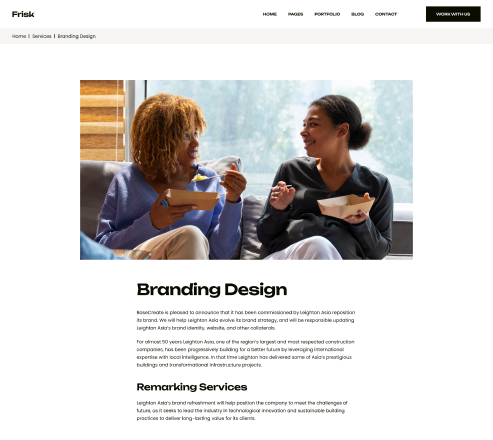 Frisk
HOME PAGES PORTFOLIO BLOG CONTACT WORK WITH US
Home | Services | Branding Design
Branding Design
BaseCreate is pleased to announce that it has been commissioned by Leighton Asia reposition
its brand. We will help Leighton Asia evolve its brand strategy, and will be responsible updating
Leighton Asia's brand identity, website, and other collaterals.
For almost 50 years Leighton Asia, one of the region's largest and most respected construction
companies, has been progressively building for a better future by leveraging international
expertise with local intelligence. In that time Leighton has delivered some of Asia's prestigious
buildings and transformational infrastructure projects.
Remarking Services
Leighton Asia's brand refreshment will help position the company to meet the challenges of
future, as it seeks to lead the industry in technological innovation and sustainable building
practices to deliver long-lasting value for its clients.